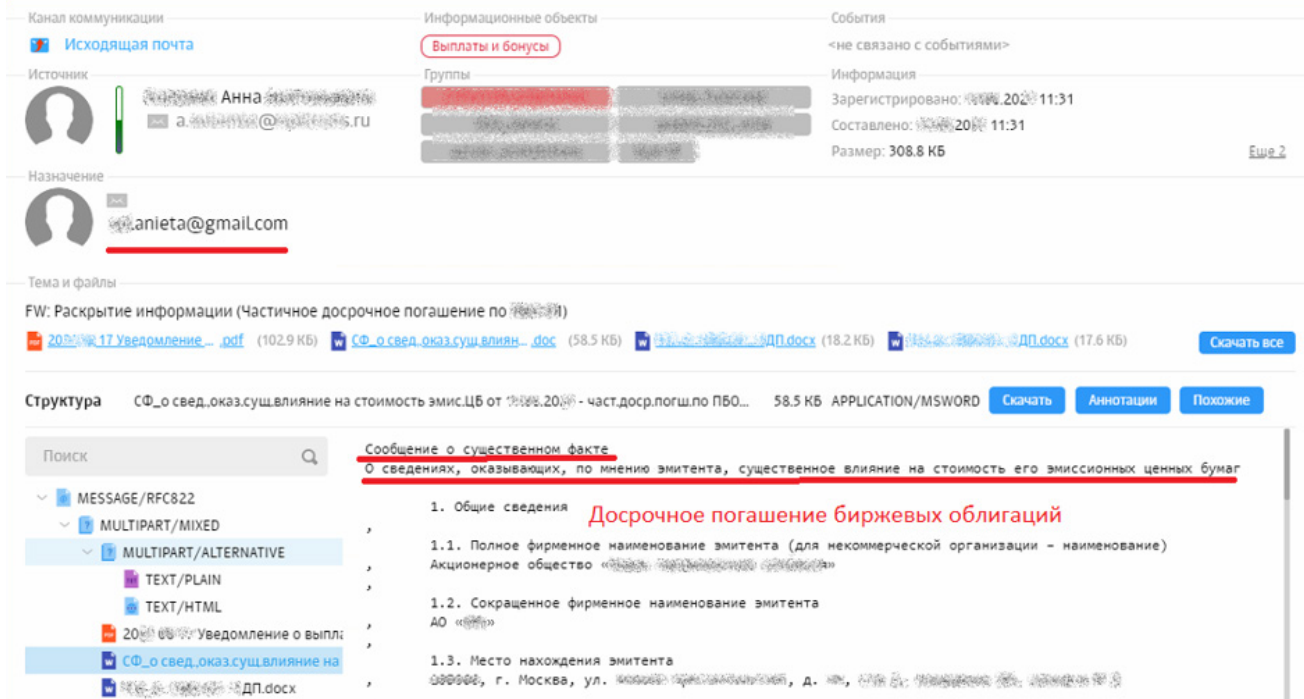 Канал коммуникации
Информационные объекты
События
Исходящая почта
Выплаты и бонусы
<не связано с событиями>
Источник
Группы
Информация
Анна
Зарегистрировано: .202 11:31
a. @ s.ru
Составлено: 20 11:31
Размер: 308.8 КБ
Еще 2
Назначение
.anieta@gmail.com
Тема и файлы
FW: Раскрытие информации (Частичное досрочное погашение по 1)
20 17 Уведомление ... .pdf (102.9 КБ) СФ_о свед.,оказ.сущ.влиян... .doc (58.5 КБ) ДП.docx (18.2 КБ) ДП.docx (17.6 КБ) Скачать все
Структура СФ_о свед.,оказ.сущ.влияние на стоимость эмис.ЦБ от .20 - част.доср.погш.по ПБО... 58.5 КБ APPLICATION/MSWORD Скачать Аннотации Похожие
Поиск
MESSAGE/RFC822
MULTIPART/MIXED
MULTIPART/ALTERNATIVE
TEXT/PLAIN
TEXT/HTML
20 Уведомление о выпла
СФ_о свед.,оказ.сущ.влияние на
ДП.docx
Сообщение о существенном факте
О сведениях, оказывающих, по мнению эмитента, существенное влияние на стоимость его эмиссионных ценных бумаг
1. Общие сведения
Досрочное погашение биржевых облигаций
,
1.1. Полное фирменное наименование эмитента (для некоммерческой организации – наименование)
, Акционерное общество « »
,
1.2. Сокращенное фирменное наименование эмитента
, АО « »
,
1.3. Место нахождения эмитента
, , г. Москва, ул. , д. ,